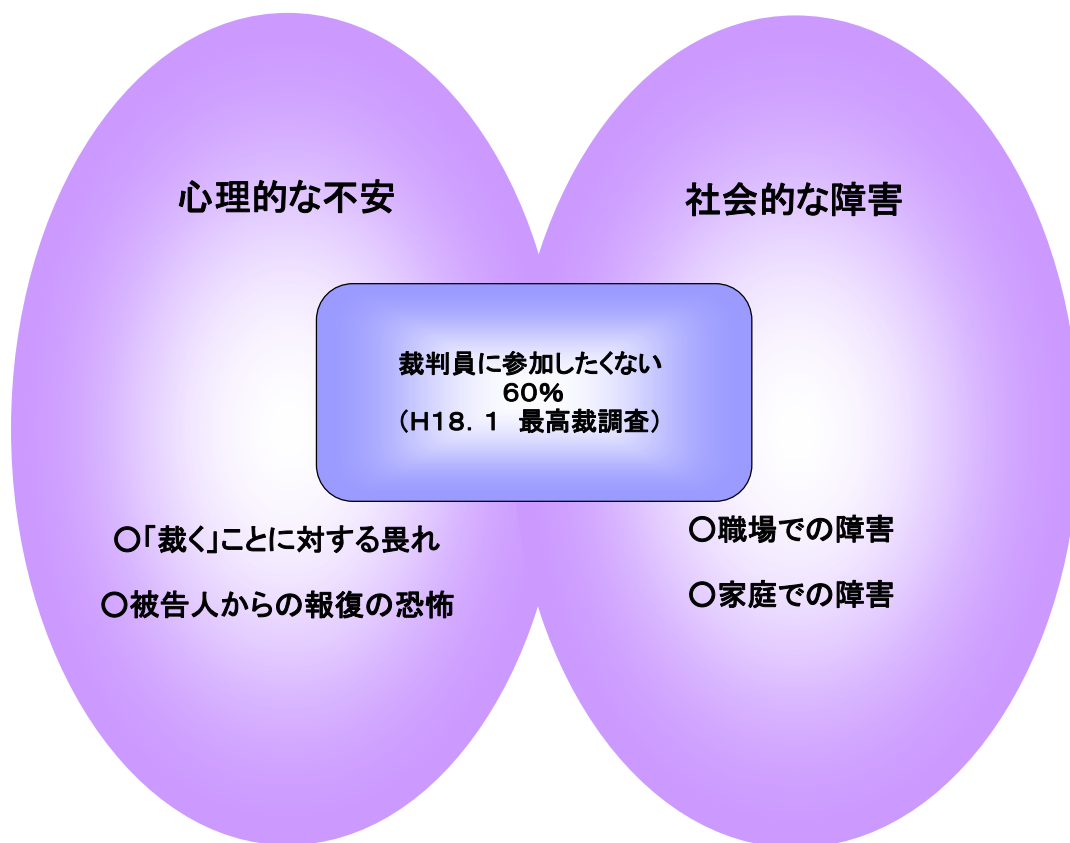 心理的な不安
社会的な障害
裁判員に参加したくない
60%
（H18．1　最高裁調査）
○「裁く」ことに対する畏れ
○被告人からの報復の恐怖
○職場での障害
○家庭での障害